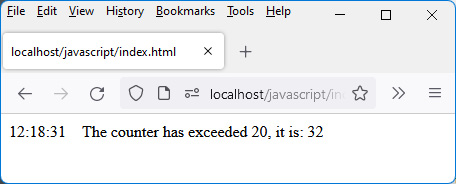 File Edit View History Bookmarks Tools Help
localhost/javascript/index.html
localhost/javascript/in
12:18:31 The counter has exceeded 20, it is: 32